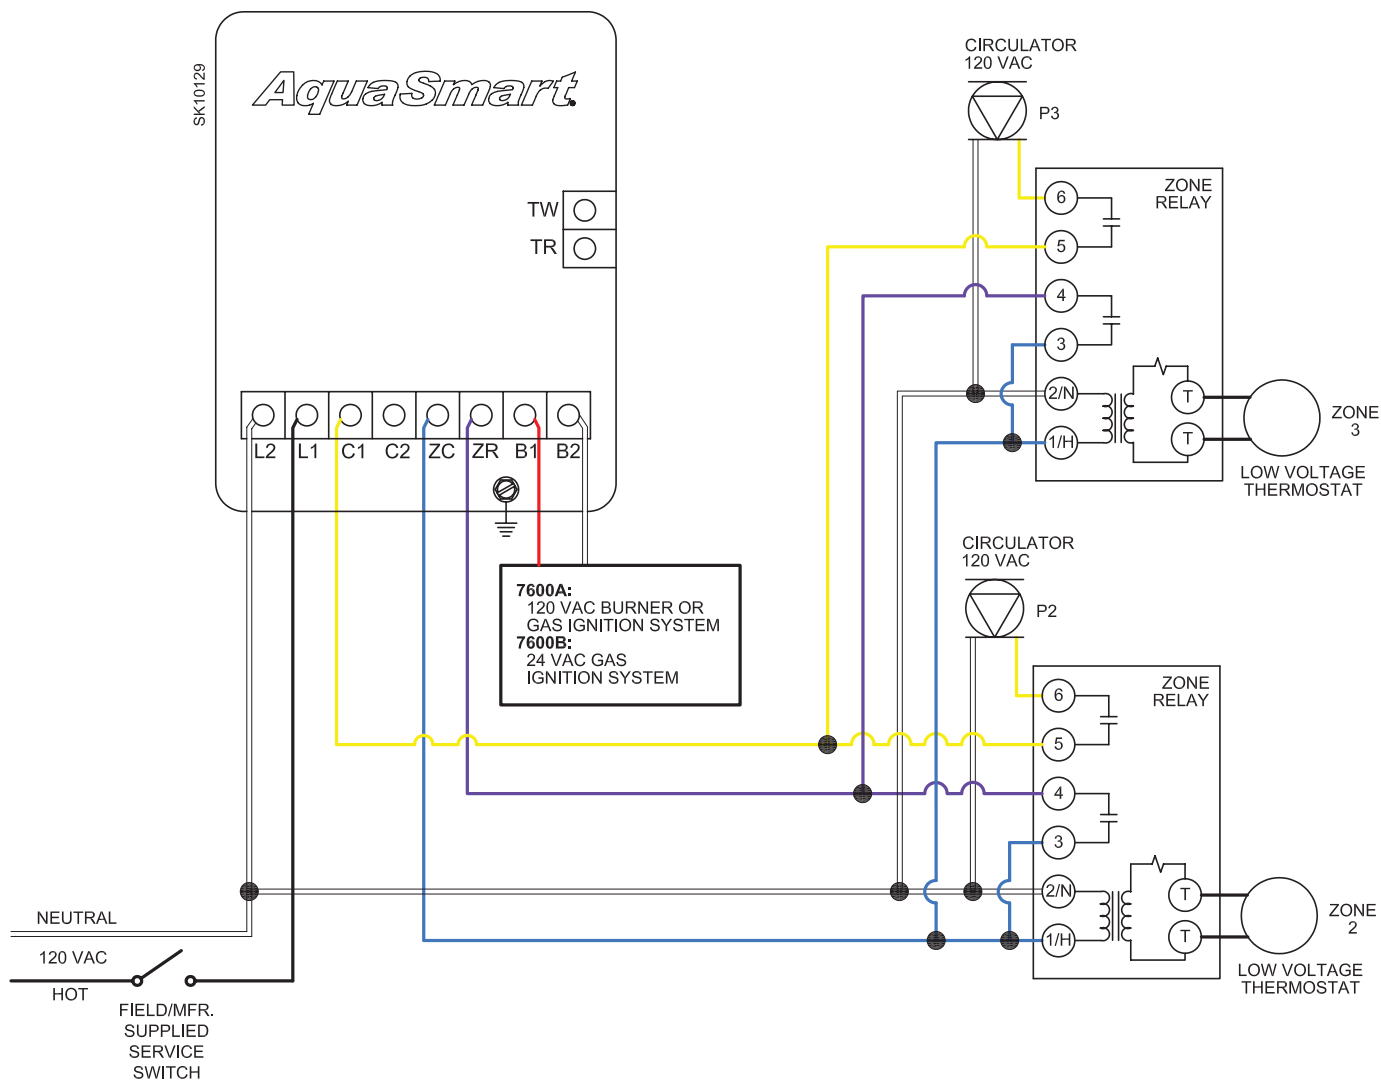 SK10129
AquaSmart
TW
TR
L2 L1 C1 C2 ZC ZR B1 B2
7600A:
120 VAC BURNER OR
GAS IGNITION SYSTEM
7600B:
24 VAC GAS
IGNITION SYSTEM
NEUTRAL
120 VAC
HOT
FIELD/MFR.
SUPPLIED
SERVICE
SWITCH
CIRCULATOR
120 VAC
P3
ZONE
RELAY
6
5
4
3
2/N
1/H
T
T
ZONE
3
LOW VOLTAGE
THERMOSTAT
CIRCULATOR
120 VAC
P2
ZONE
RELAY
6
5
4
3
2/N
1/H
T
T
ZONE
2
LOW VOLTAGE
THERMOSTAT